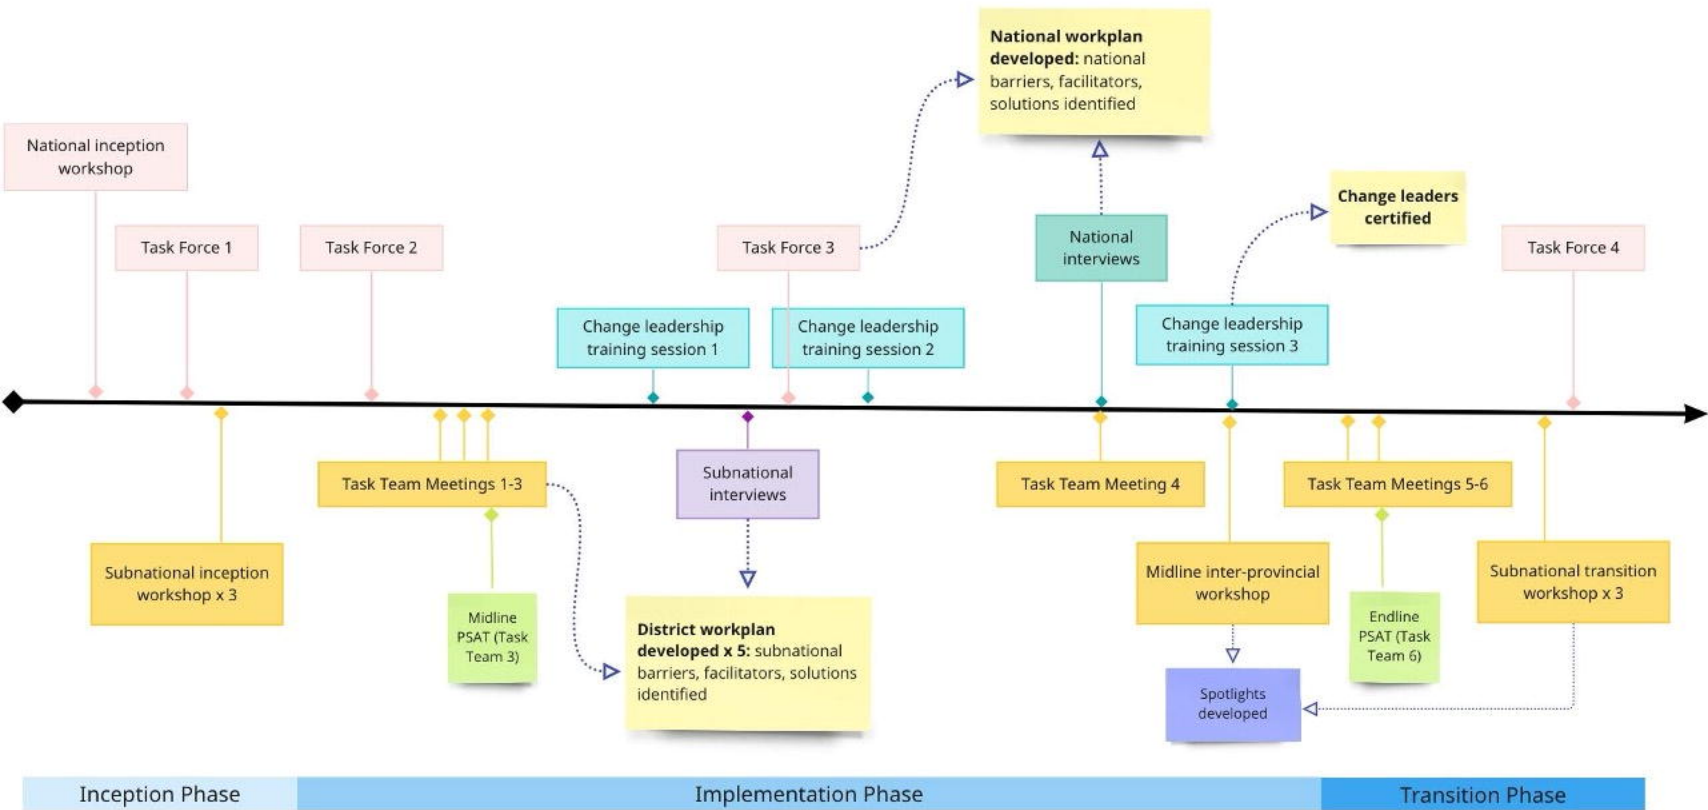 National workplan
developed: national
barriers, facilitators,
solutions identified
National inception
workshop
Change leaders
certified
Task Force 1
Task Force 2
Task Force 3
National
interviews
Task Force 4
Change leadership
training session 1
Change leadership
training session 2
Change leadership
training session 3
Task Team Meetings 1-3
Subnational
interviews
Task Team Meeting 4
Task Team Meetings 5-6
Subnational inception
workshop x 3
Midline
PSAT (Task
Team 3)
District workplan
developed x 5: subnational
barriers, facilitators, solutions
identified
Midline inter-provincial
workshop
Endline
PSAT (Task
Team 6)
Subnational transition
workshop x 3
Spotlights
developed
Inception Phase
Implementation Phase
Transition Phase